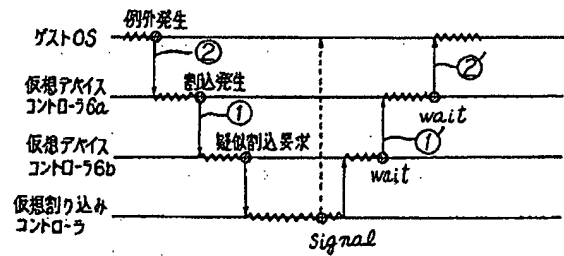 例外発生
ゲストOS
②
仮想デバイス
コントローラ6a
割込発生
②′
wait
①
仮想デバイス
コントローラ6b
疑似割込要求
①′
wait
仮想割り込み
コントローラ
signal